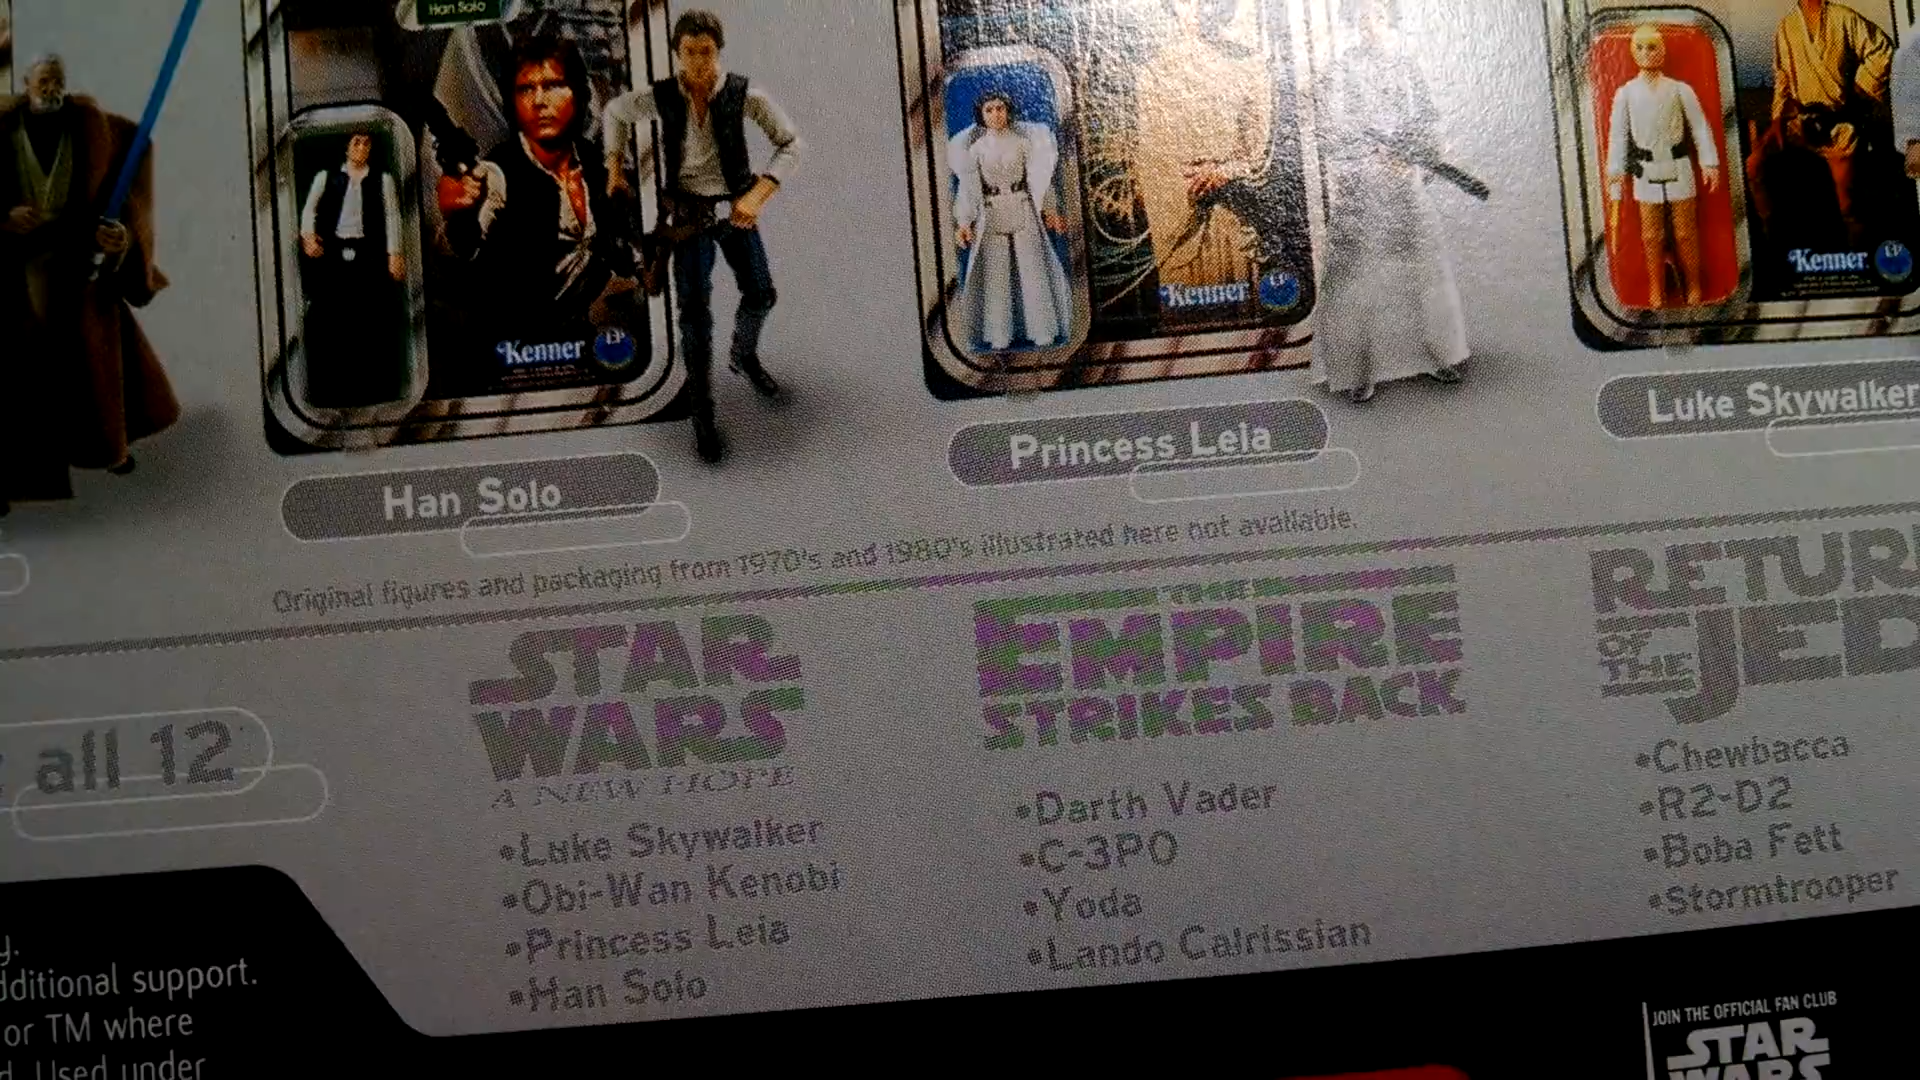 Han Solo
Kenner
Kenner
Kenner
Han Solo
Princess Leia
Luke Skywalker
Original figures and packaging from 1970's and 1980's illustrated here not available.
all 12
STAR
WARS
A NEW HOPE
•Luke Skywalker
•Obi-Wan Kenobi
•Princess Leia
•Han Solo
THE
EMPIRE
STRIKES BACK
•Darth Vader
•C-3PO
•Yoda
•Lando Calrissian
RETURN
OF
THE JEDI
•Chewbacca
•R2-D2
•Boba Fett
•Stormtrooper
additional support.
or TM where
Used under
JOIN THE OFFICIAL FAN CLUB
STAR
WARS